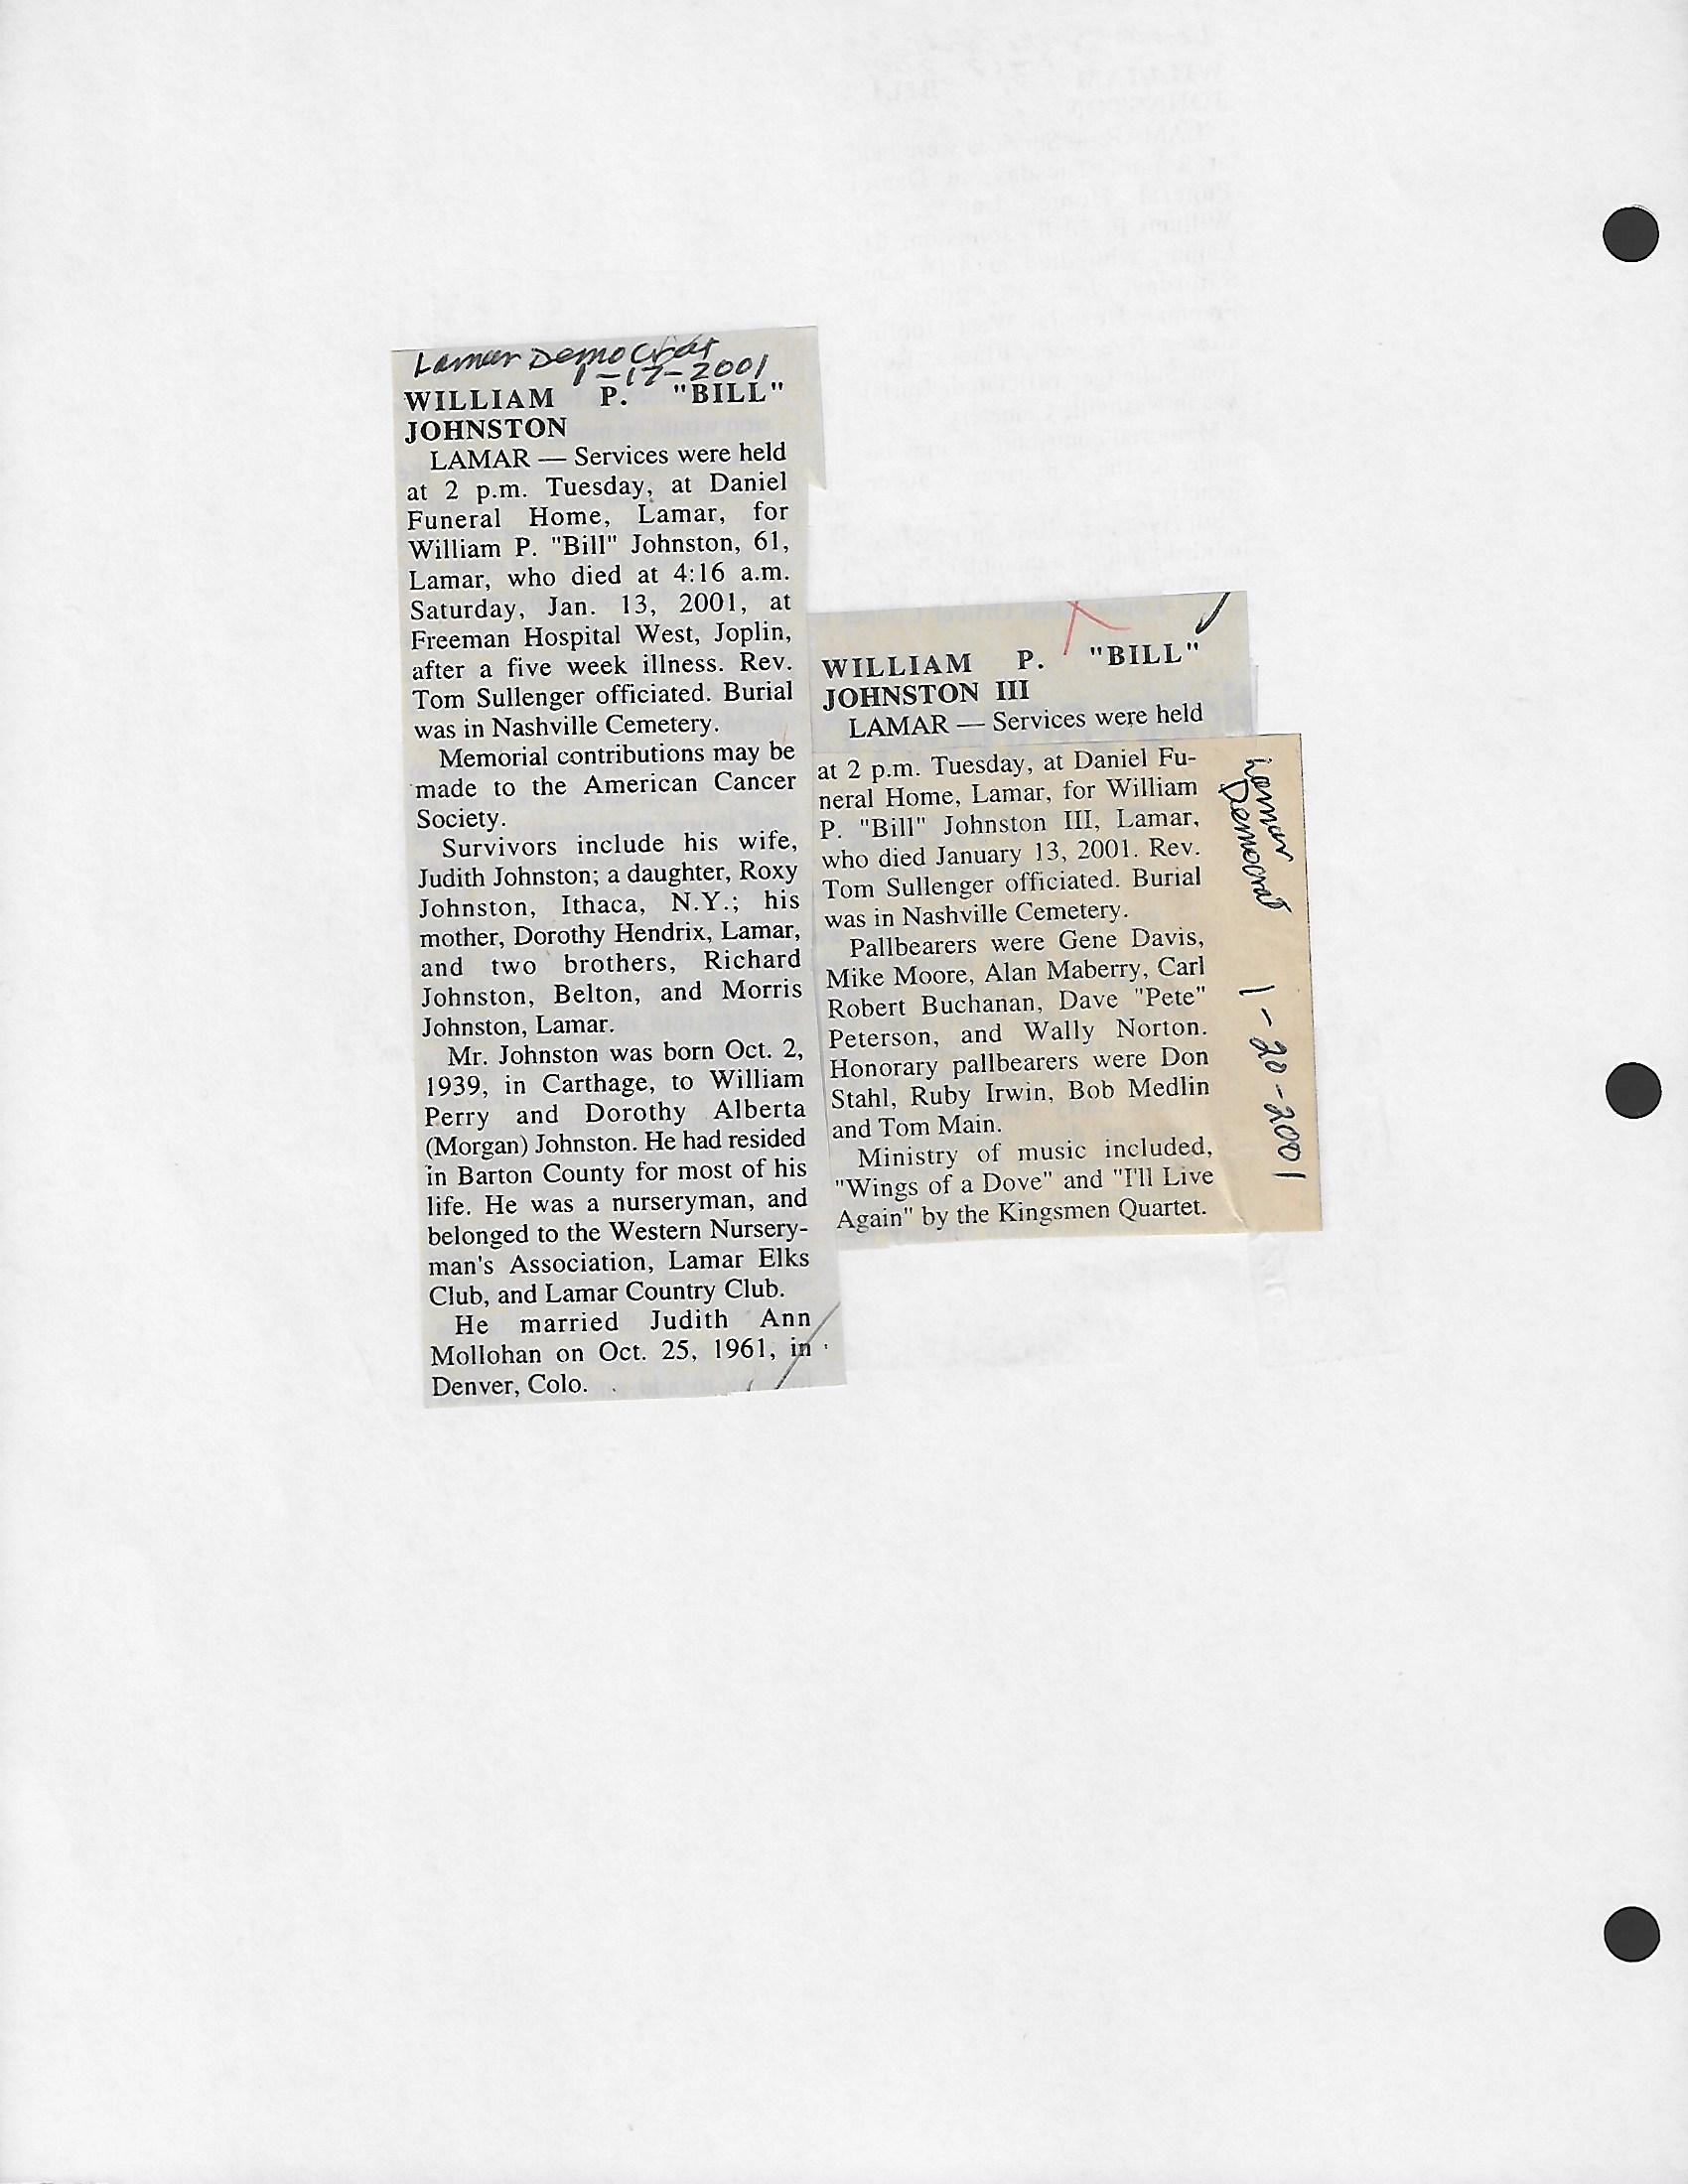 Lamar Democrat
1-17-2001
WILLIAM P. "BILL"
JOHNSTON
LAMAR — Services were held
at 2 p.m. Tuesday, at Daniel
Funeral Home, Lamar, for
William P. "Bill" Johnston, 61,
Lamar, who died at 4:16 a.m.
Saturday, Jan. 13, 2001, at
Freeman Hospital West, Joplin,
after a five week illness. Rev.
Tom Sullenger officiated. Burial
was in Nashville Cemetery.
Memorial contributions may be
made to the American Cancer
Society.
Survivors include his wife,
Judith Johnston; a daughter, Roxy
Johnston, Ithaca, N.Y.; his
mother, Dorothy Hendrix, Lamar,
and two brothers, Richard
Johnston, Belton, and Morris
Johnston, Lamar.
Mr. Johnston was born Oct. 2,
1939, in Carthage, to William
Perry and Dorothy Alberta
(Morgan) Johnston. He had resided
in Barton County for most of his
life. He was a nurseryman, and
belonged to the Western Nursery-
man's Association, Lamar Elks
Club, and Lamar Country Club.
He married Judith Ann
Mollohan on Oct. 25, 1961, in
Denver, Colo.
WILLIAM P. "BILL"
JOHNSTON III
LAMAR — Services were held
at 2 p.m. Tuesday, at Daniel Fu-
neral Home, Lamar, for William
P. "Bill" Johnston III, Lamar,
who died January 13, 2001. Rev.
Tom Sullenger officiated. Burial
was in Nashville Cemetery.
Pallbearers were Gene Davis,
Mike Moore, Alan Maberry, Carl
Robert Buchanan, Dave "Pete"
Peterson, and Wally Norton.
Honorary pallbearers were Don
Stahl, Ruby Irwin, Bob Medlin
and Tom Main.
Ministry of music included,
"Wings of a Dove" and "I'll Live
Again" by the Kingsmen Quartet.
Lamar
Democrat 1-20-2001